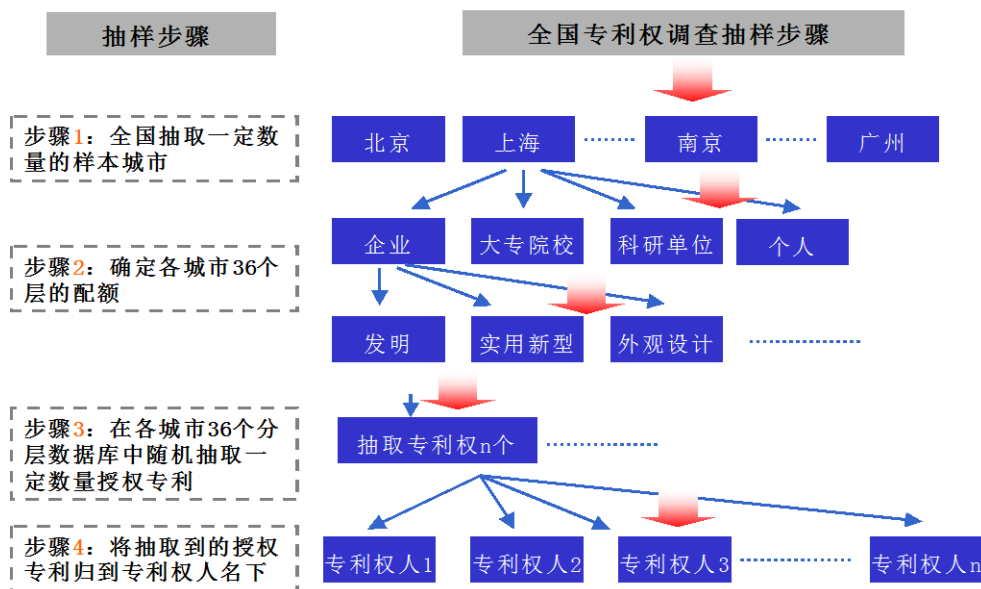 抽样步骤
全国专利权调查抽样步骤
步骤1：全国抽取一定数
量的样本城市
北京
上海
南京
广州
企业
大专院校
科研单位
个人
步骤2：确定各城市36个
层的配额
发明
实用新型
外观设计
步骤3：在各城市36个分
层数据库中随机抽取一
定数量授权专利
抽取专利权n个
步骤4：将抽取到的授权
专利归到专利权人名下
专利权人1
专利权人2
专利权人3
专利权人n